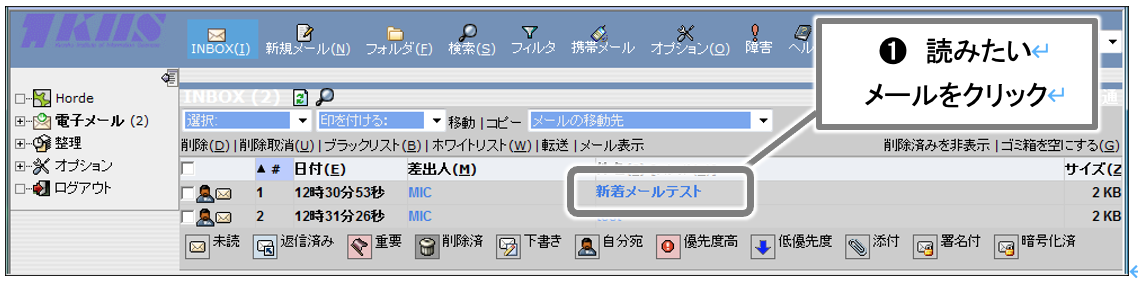 KIIS
INBOX(I) 新規メール(N) フォルダ(F) 検索(S) フィルタ 携帯メール オプション(O) 障害 ヘル
❶ 読みたい↵
メールをクリック↵
Horde
電子メール (2)
整理
オプション
ログアウト
INBOX (2)
選択: 印を付ける: 移動 | コピー メールの移動先
削除(D) | 削除取消(U) | ブラックリスト(B) | ホワイトリスト(W) | 転送 | メール表示 削除済みを非表示 | ゴミ箱を空にする(G)
# 日付(E) 差出人(M) サイズ(Z
1 12時30分53秒 MIC 新着メールテスト 2 KB
2 12時31分26秒 MIC 2 KB
未読 返信済み 重要 削除済 下書き 自分宛 優先度高 低優先度 添付 署名付 暗号化済
↵